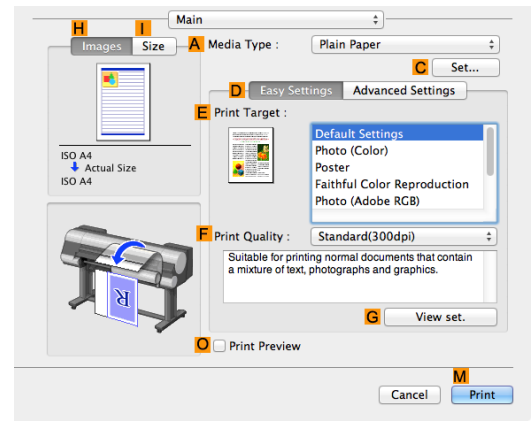 Main
H
I
Images
Size
A
Media Type :
Plain Paper
C
Set...
D
Easy Settings
Advanced Settings
E
Print Target :
Default Settings
Photo (Color)
Poster
Faithful Color Reproduction
Photo (Adobe RGB)
ISO A4
Actual Size
ISO A4
F
Print Quality :
Standard(300dpi)
Suitable for printing normal documents that contain
a mixture of text, photographs and graphics.
R
G
View set.
O
Print Preview
M
Cancel
Print